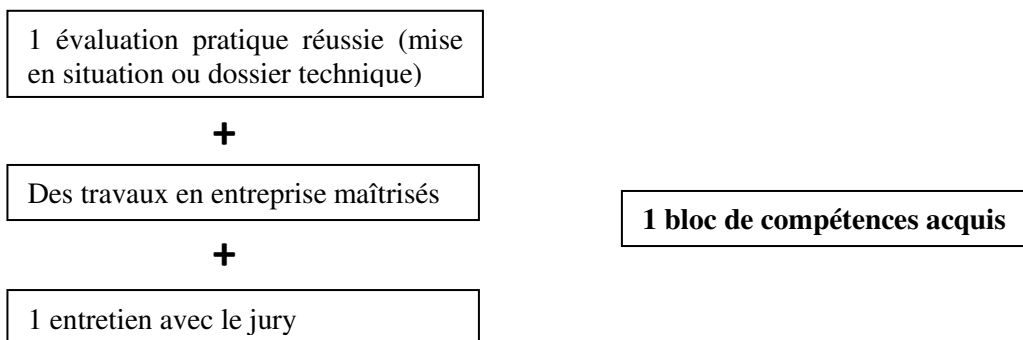 1 évaluation pratique réussie (mise
en situation ou dossier technique)
+
Des travaux en entreprise maîtrisés
1 bloc de compétences acquis
+
1 entretien avec le jury